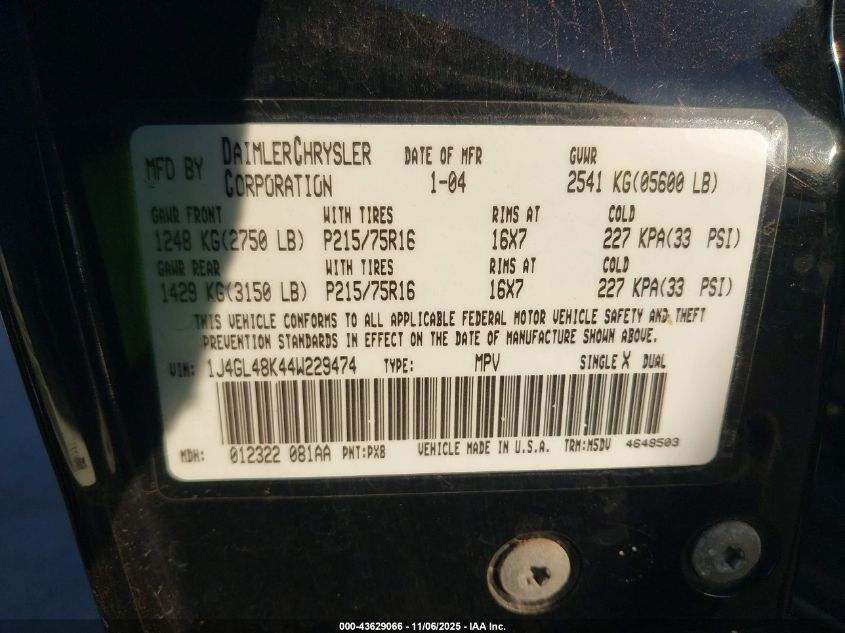 MFD BY DAIMLERCHRYSLER CORPORATION DATE OF MFR 1-04 GVWR 2541 KG(05600 LB)
GAWR FRONT WITH TIRES RIMS AT COLD
1248 KG(2750 LB) P215/75R16 16X7 227 KPA(33 PSI)
GAWR REAR WITH TIRES RIMS AT COLD
1429 KG(3150 LB) P215/75R16 16X7 227 KPA(33 PSI)
THIS VEHICLE CONFORMS TO ALL APPLICABLE FEDERAL MOTOR VEHICLE SAFETY AND THEFT
PREVENTION STANDARDS IN EFFECT ON THE DATE OF MANUFACTURE SHOWN ABOVE.
VIN: 1J4GL48K44W229474 TYPE: MPV SINGLE X DUAL
MDH: 012322 081AA PNT:PXB VEHICLE MADE IN U.S.A. TRM:M5DV 4648503
000-43629066 - 11/06/2025 - IAA Inc.